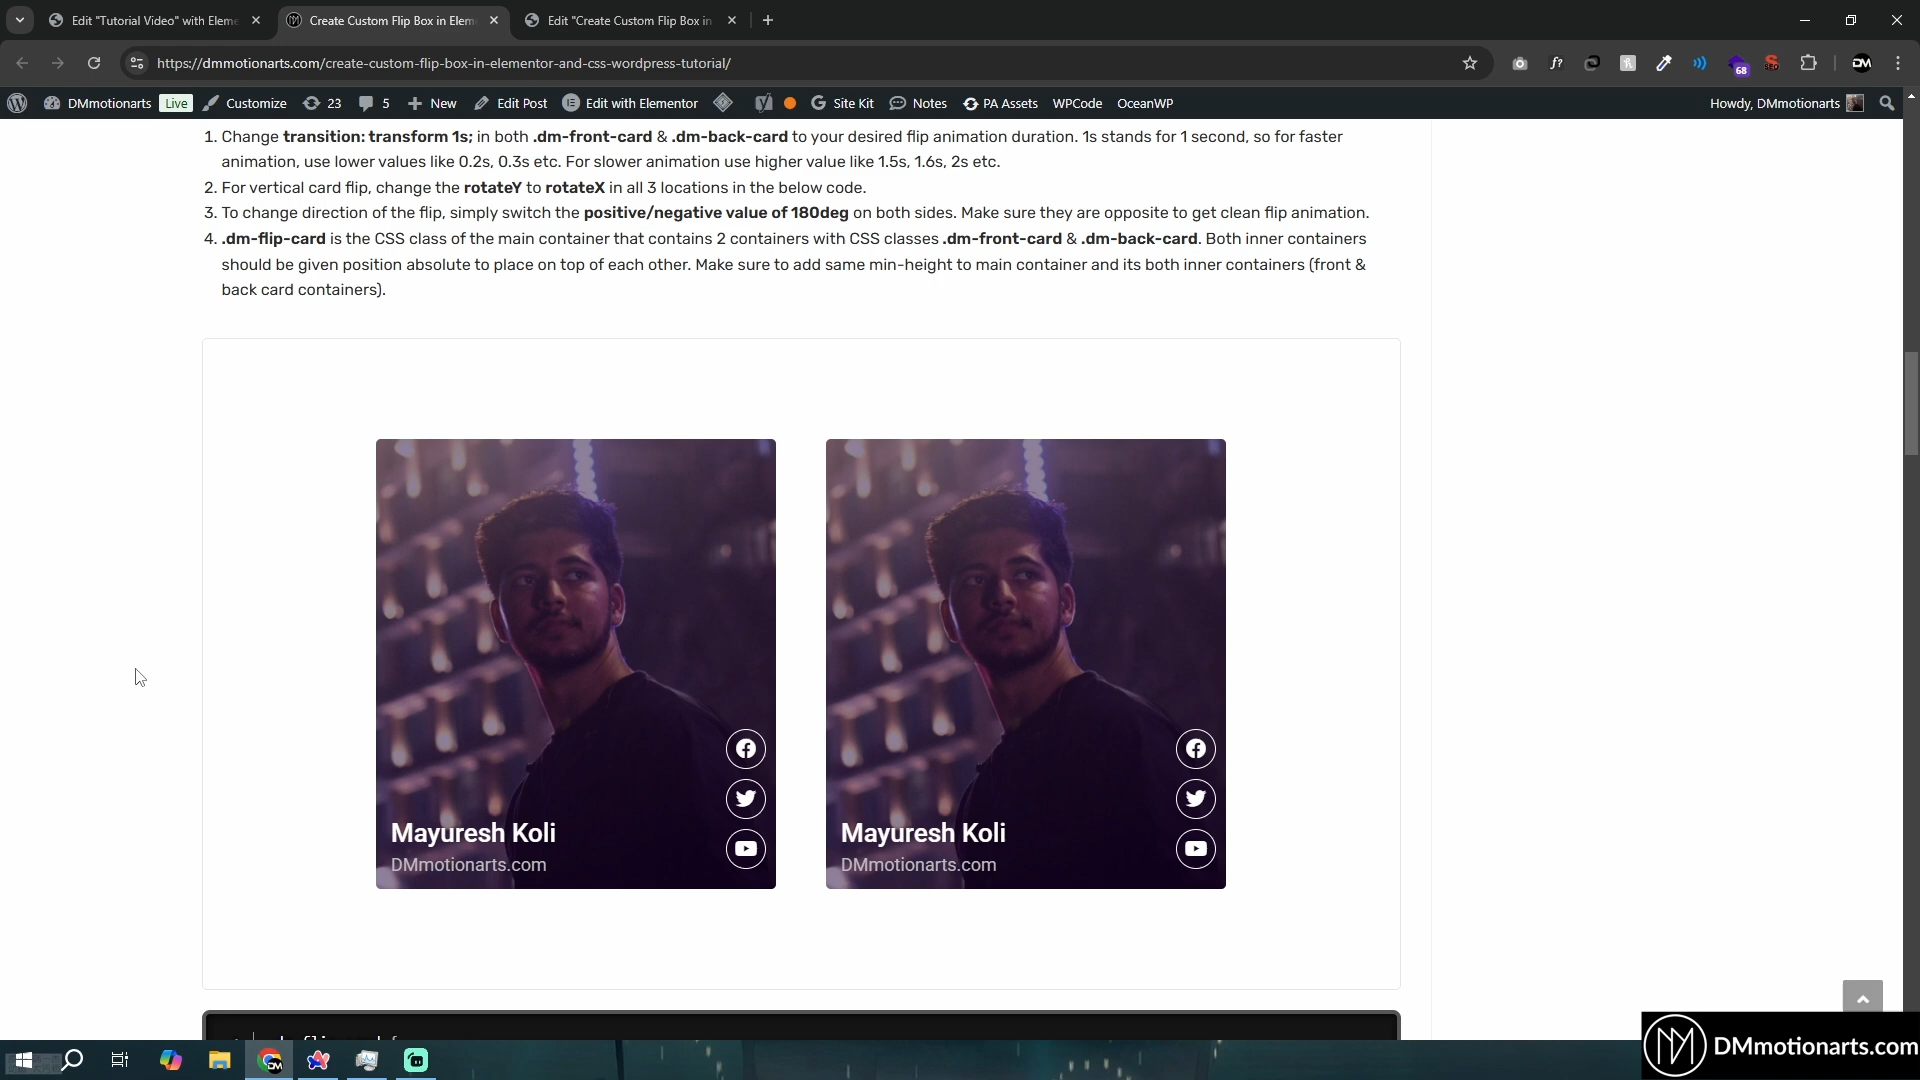 Edit "Tutorial Video" with Eleme
Create Custom Flip Box in Elem
Edit "Create Custom Flip Box in
https://dmmotionarts.com/create-custom-flip-box-in-elementor-and-css-wordpress-tutorial/
f?
68
SEO
DM
DMmotionarts Live Customize 23 5 New Edit Post Edit with Elementor Site Kit Notes PA Assets WPCode OceanWP Howdy, DMmotionarts
1. Change transition: transform 1s; in both .dm-front-card & .dm-back-card to your desired flip animation duration. 1s stands for 1 second, so for faster
animation, use lower values like 0.2s, 0.3s etc. For slower animation use higher value like 1.5s, 1.6s, 2s etc.
2. For vertical card flip, change the rotateY to rotateX in all 3 locations in the below code.
3. To change direction of the flip, simply switch the positive/negative value of 180deg on both sides. Make sure they are opposite to get clean flip animation.
4. .dm-flip-card is the CSS class of the main container that contains 2 containers with CSS classes .dm-front-card & .dm-back-card. Both inner containers
should be given position absolute to place on top of each other. Make sure to add same min-height to main container and its both inner containers (front &
back card containers).
Mayuresh Koli
DMmotionarts.com
Mayuresh Koli
DMmotionarts.com
DMmotionarts.com